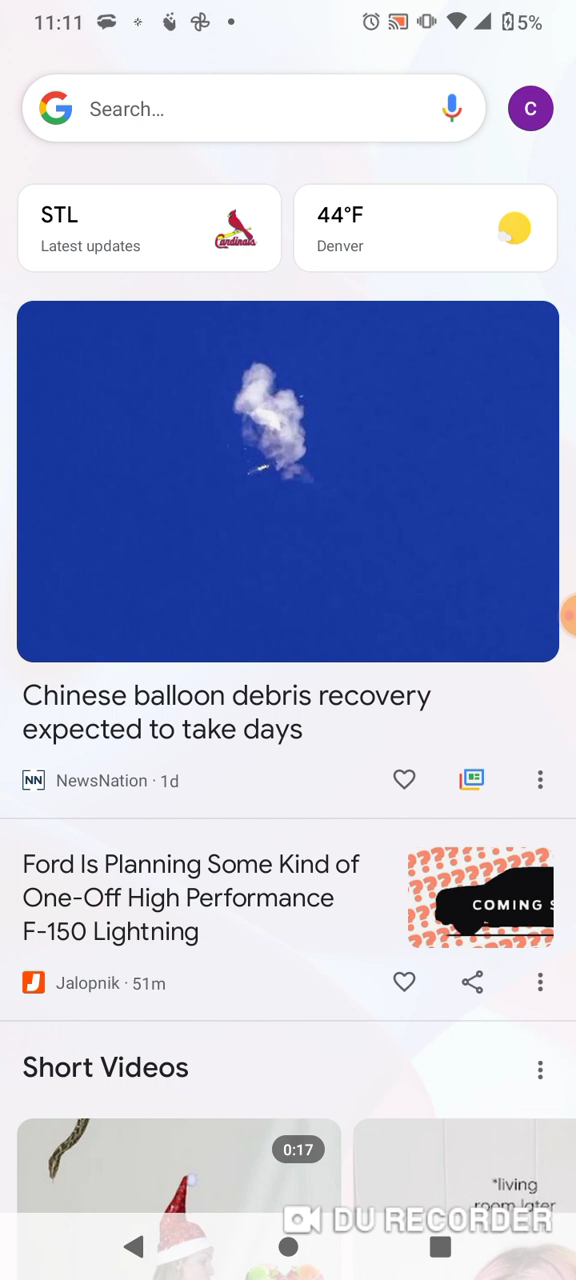 11:11
5%
Search…
C
STL
Latest updates
Cardinals
44°F
Denver
Chinese balloon debris recovery
expected to take days
NN NewsNation · 1d
Ford Is Planning Some Kind of
One-Off High Performance
F-150 Lightning
COMING S
Jalopnik · 51m
Short Videos
0:17
*living
room later
DU RECORDER